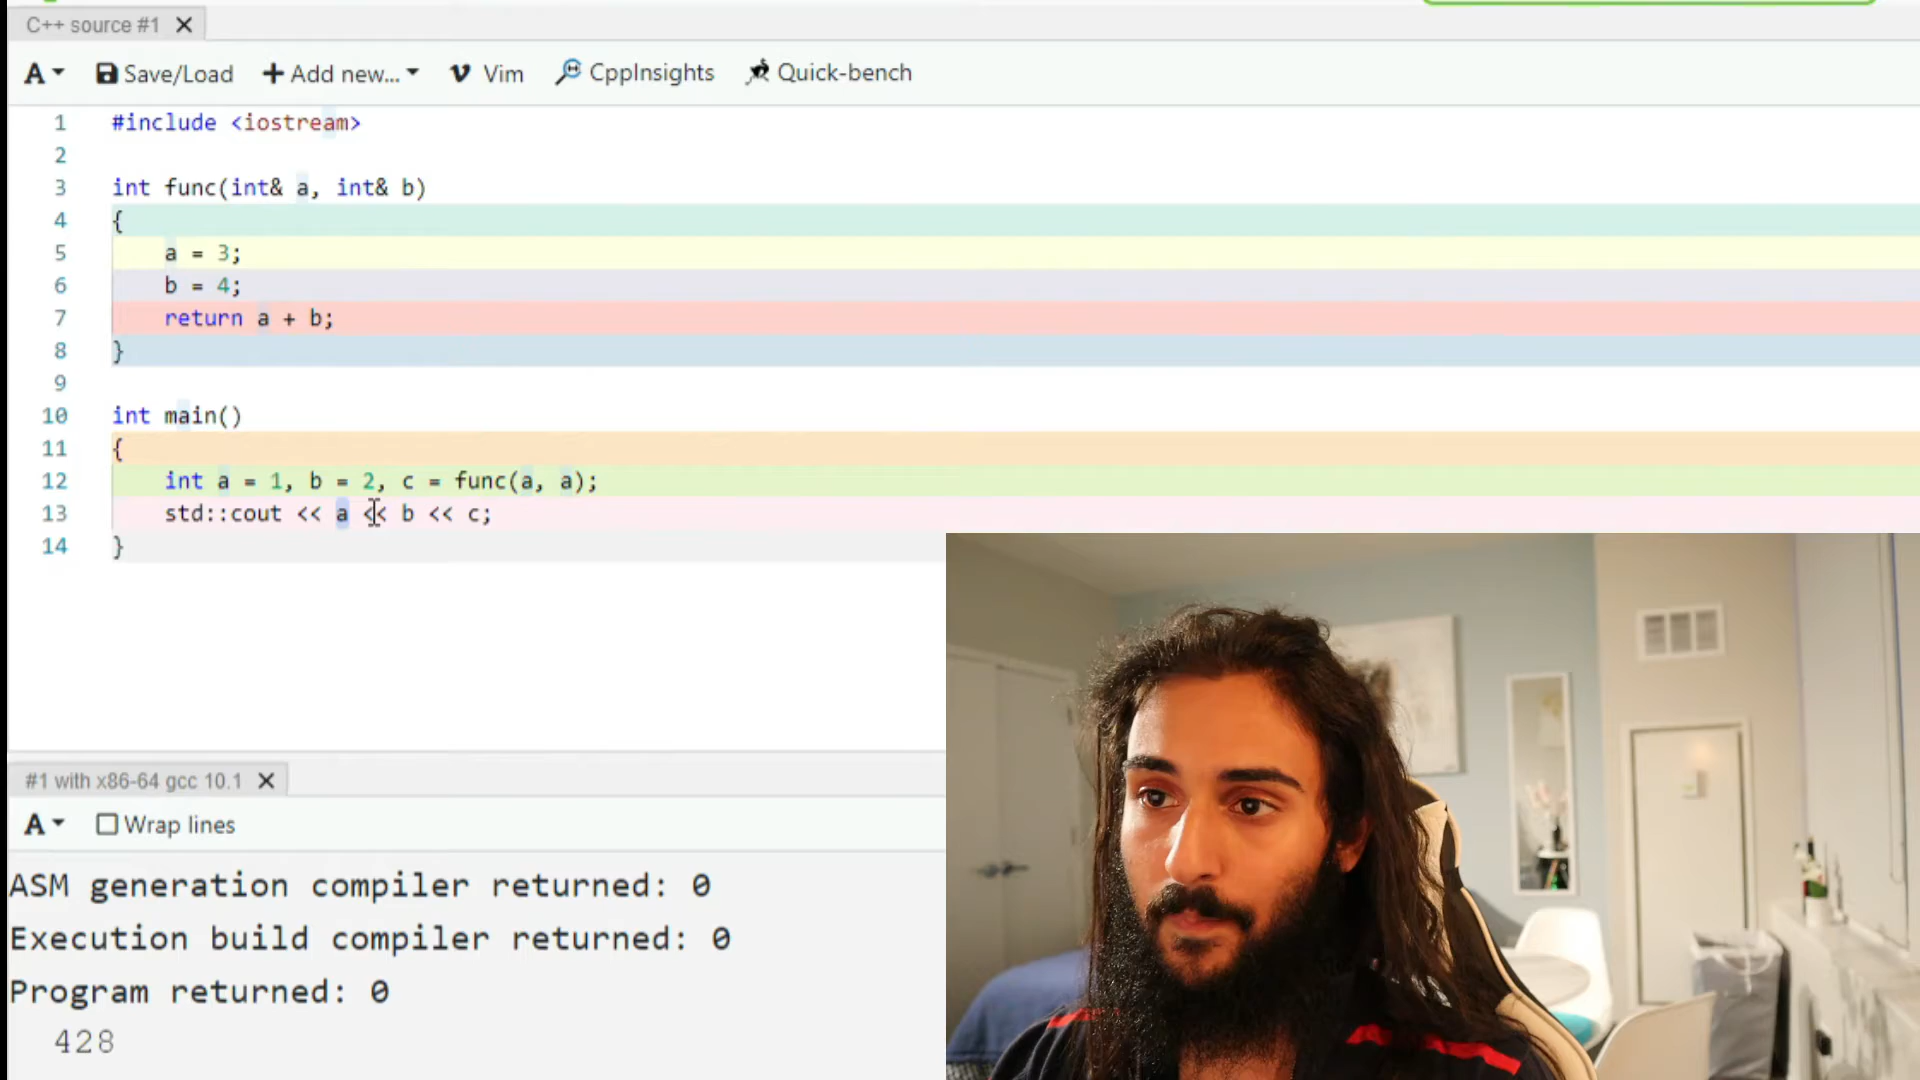 C++ source #1
A Save/Load Add new... Vim CppInsights Quick-bench
1 #include <iostream>
2
3 int func(int& a, int& b)
4 {
5 a = 3;
6 b = 4;
7 return a + b;
8 }
9
10 int main()
11 {
12 int a = 1, b = 2, c = func(a, a);
13 std::cout << a << b << c;
14 }
#1 with x86-64 gcc 10.1
A Wrap lines
ASM generation compiler returned: 0
Execution build compiler returned: 0
Program returned: 0
428